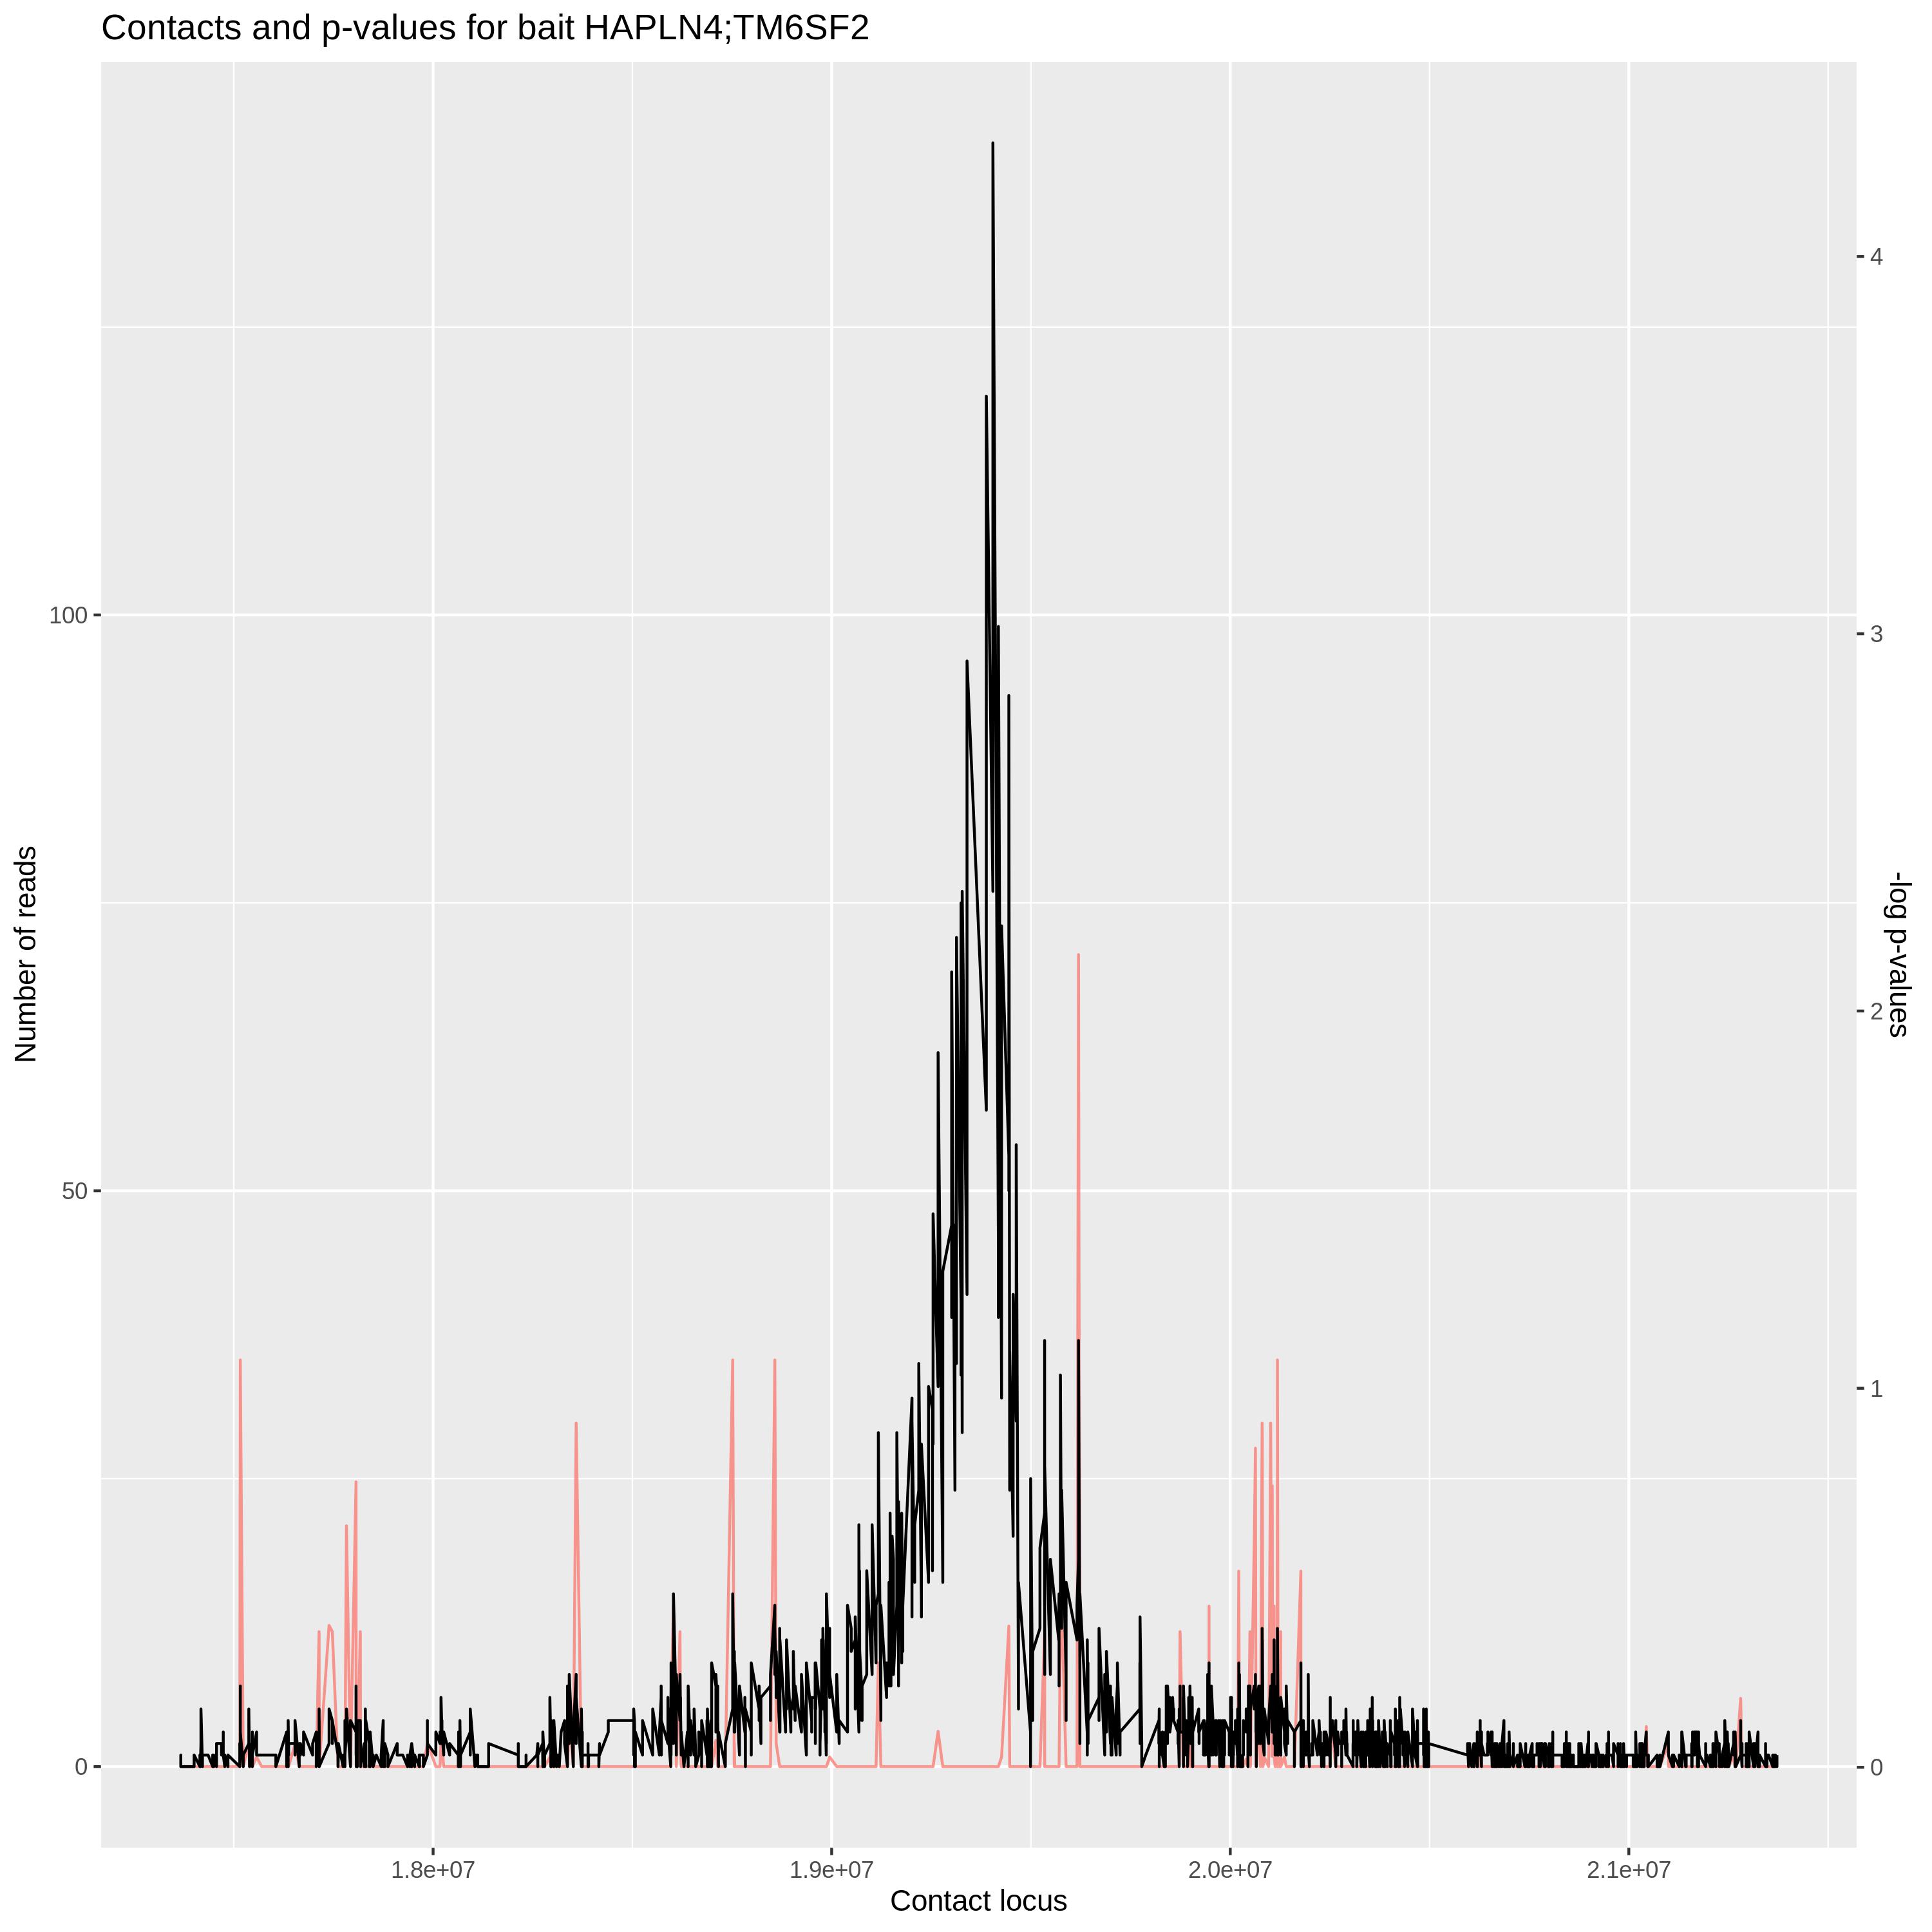 Contacts and p-values for bait HAPLN4;TM6SF2
Number of reads
100
50
0
4
3
2
1
0
-log p-values
1.8e+07
1.9e+07
2.0e+07
2.1e+07
Contact locus